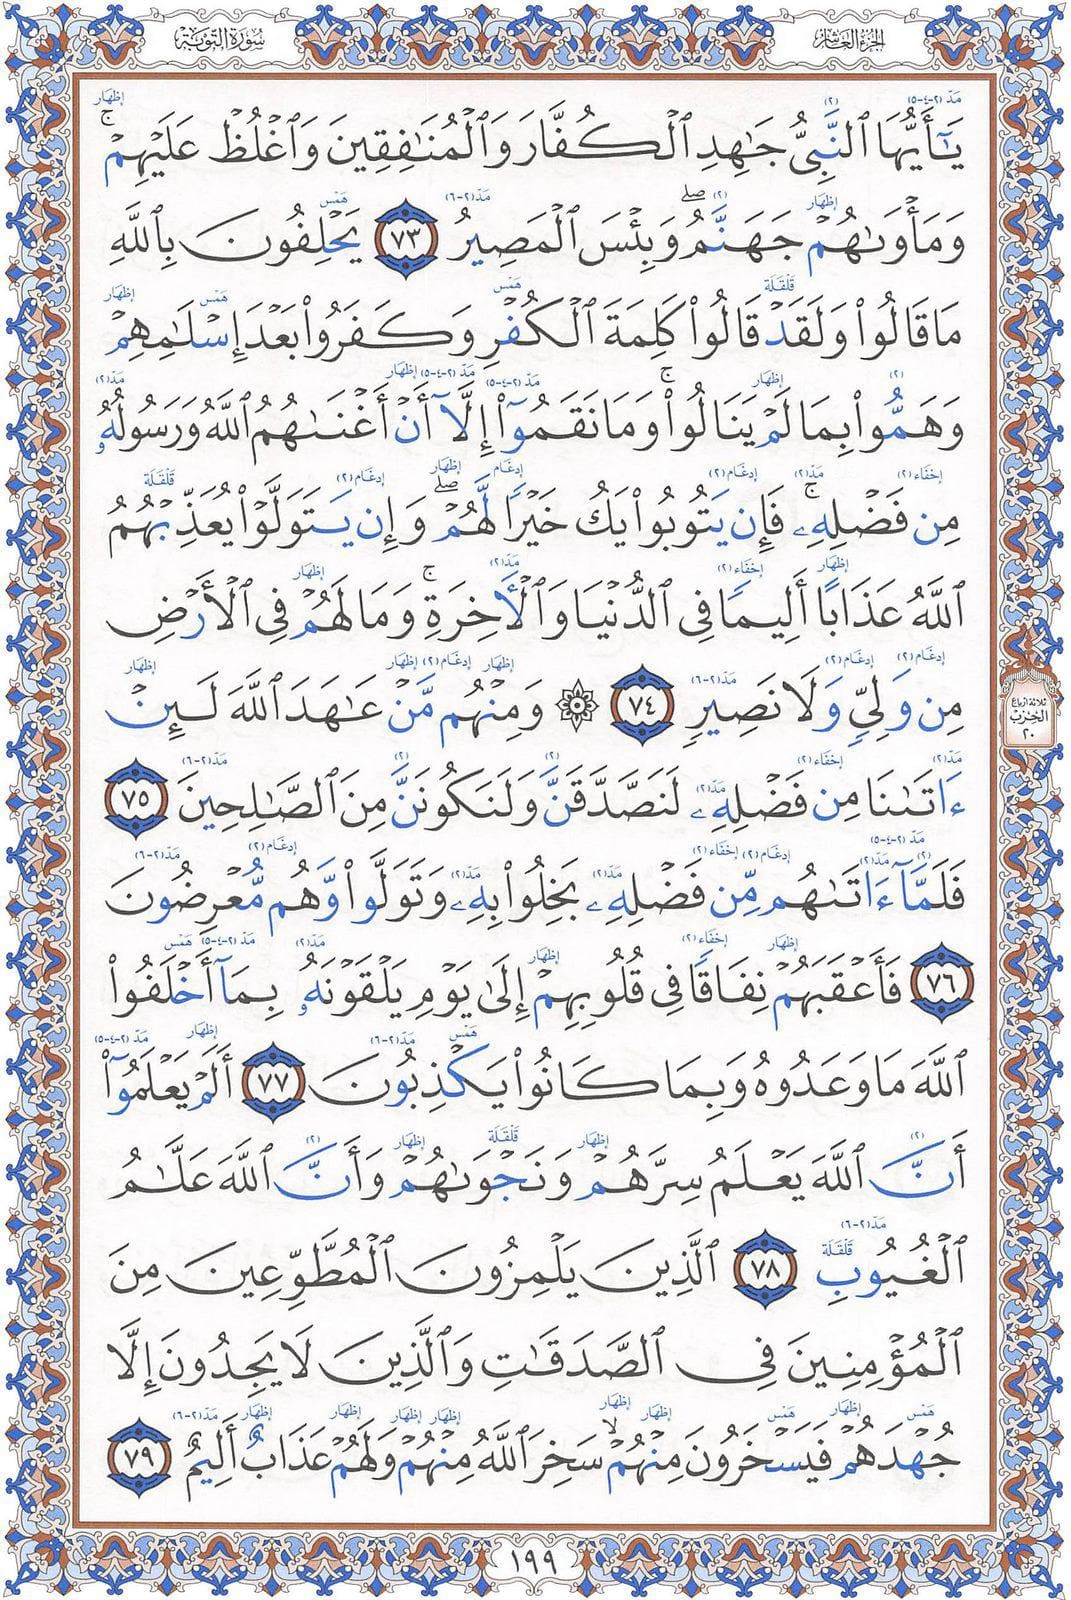 الجزء العاشر
سورة التوبة
يَٰٓأَيُّهَا ٱلنَّبِىُّ جَٰهِدِ ٱلْكُفَّارَ وَٱلْمُنَٰفِقِينَ وَٱغْلُظْ عَلَيْهِمْۚ
وَمَأْوَىٰهُمْ جَهَنَّمُۖ وَبِئْسَ ٱلْمَصِيرُ ٧٣ يَحْلِفُونَ بِٱللَّهِ
مَا قَالُوا۟ وَلَقَدْ قَالُوا۟ كَلِمَةَ ٱلْكُفْرِ وَكَفَرُوا۟ بَعْدَ إِسْلَٰمِهِمْ
وَهَمُّوا۟ بِمَا لَمْ يَنَالُوا۟ۚ وَمَا نَقَمُوٓا۟ إِلَّآ أَنْ أَغْنَىٰهُمُ ٱللَّهُ وَرَسُولُهُۥ
مِن فَضْلِهِۦۚ فَإِن يَتُوبُوا۟ يَكُ خَيْرًا لَّهُمْۖ وَإِن يَتَوَلَّوْا۟ يُعَذِّبْهُمُ
ٱللَّهُ عَذَابًا أَلِيمًا فِى ٱلدُّنْيَا وَٱلْأَخِرَةِۚ وَمَا لَهُمْ فِى ٱلْأَرْضِ
مِن وَلِىٍّ وَلَا نَصِيرٍ ٧٤ ۞ وَمِنْهُم مَّنْ عَٰهَدَ ٱللَّهَ لَئِنْ
ءَاتَىٰنَا مِن فَضْلِهِۦ لَنَصَّدَّقَنَّ وَلَنَكُونَنَّ مِنَ ٱلصَّٰلِحِينَ ٧٥
فَلَمَّآ ءَاتَىٰهُم مِّن فَضْلِهِۦ بَخِلُوا۟ بِهِۦ وَتَوَلَّوا۟ وَّهُم مُّعْرِضُونَ
٧٦ فَأَعْقَبَهُمْ نِفَاقًا فِى قُلُوبِهِمْ إِلَىٰ يَوْمِ يَلْقَوْنَهُۥ بِمَآ أَخْلَفُوا۟
ٱللَّهَ مَا وَعَدُوهُ وَبِمَا كَانُوا۟ يَكْذِبُونَ ٧٧ أَلَمْ يَعْلَمُوٓا۟
أَنَّ ٱللَّهَ يَعْلَمُ سِرَّهُمْ وَنَجْوَىٰهُمْ وَأَنَّ ٱللَّهَ عَلَّٰمُ
ٱلْغُيُوبِ ٧٨ ٱلَّذِينَ يَلْمِزُونَ ٱلْمُطَّوِّعِينَ مِنَ
ٱلْمُؤْمِنِينَ فِى ٱلصَّدَقَٰتِ وَٱلَّذِينَ لَا يَجِدُونَ إِلَّا
جُهْدَهُمْ فَيَسْخَرُونَ مِنْهُمْۙ سَخِرَ ٱللَّهُ مِنْهُمْ وَلَهُمْ عَذَابٌ أَلِيمٌ ٧٩
ثلاثة أرباع
الحزب
٢٠
١٩٩